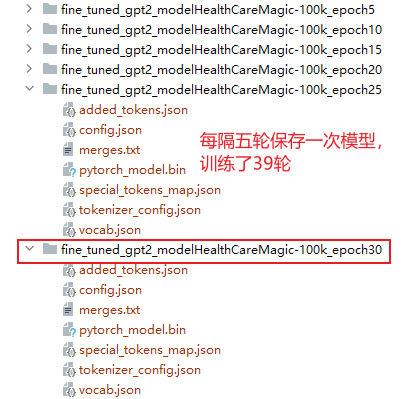 fine_tuned_gpt2_modelHealthCareMagic-100k_epoch5
fine_tuned_gpt2_modelHealthCareMagic-100k_epoch10
fine_tuned_gpt2_modelHealthCareMagic-100k_epoch15
fine_tuned_gpt2_modelHealthCareMagic-100k_epoch20
fine_tuned_gpt2_modelHealthCareMagic-100k_epoch25
added_tokens.json
config.json
merges.txt
pytorch_model.bin
special_tokens_map.json
tokenizer_config.json
vocab.json
每隔五轮保存一次模型，
训练了39轮
fine_tuned_gpt2_modelHealthCareMagic-100k_epoch30
added_tokens.json
config.json
merges.txt
pytorch_model.bin
special_tokens_map.json
tokenizer_config.json
vocab.json